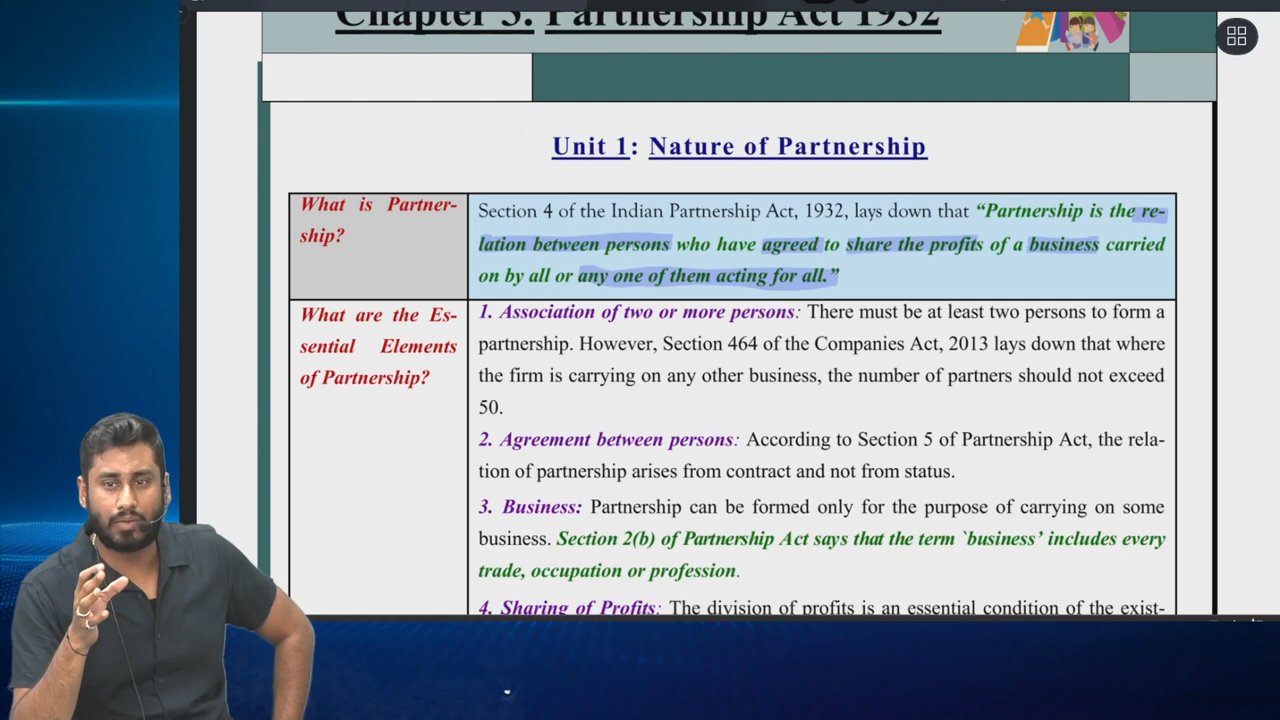 Chapter 3: Partnership Act 1932
Unit 1: Nature of Partnership
What is Partner-
ship?
Section 4 of the Indian Partnership Act, 1932, lays down that “Partnership is the re-
lation between persons who have agreed to share the profits of a business carried
on by all or any one of them acting for all.”
What are the Es-
sential Elements
of Partnership?
1. Association of two or more persons: There must be at least two persons to form a
partnership. However, Section 464 of the Companies Act, 2013 lays down that where
the firm is carrying on any other business, the number of partners should not exceed
50.
2. Agreement between persons: According to Section 5 of Partnership Act, the rela-
tion of partnership arises from contract and not from status.
3. Business: Partnership can be formed only for the purpose of carrying on some
business. Section 2(b) of Partnership Act says that the term `business’ includes every
trade, occupation or profession.
4. Sharing of Profits: The division of profits is an essential condition of the exist-